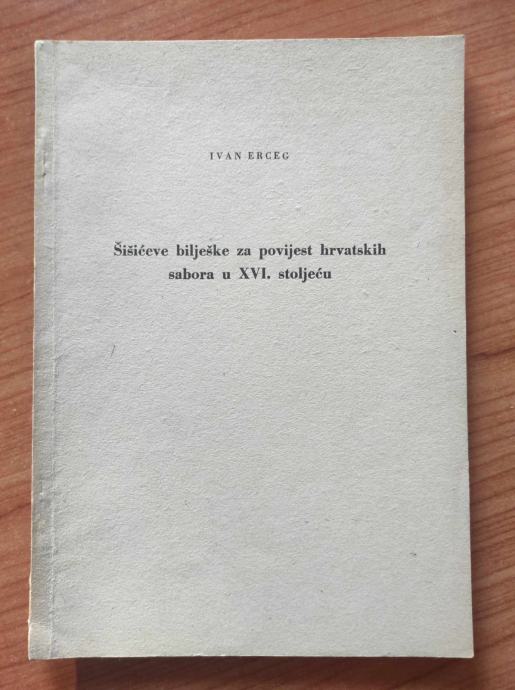 IVAN ERCEG
Šišićeve bilješke za povijest hrvatskih
sabora u XVI. stoljeću